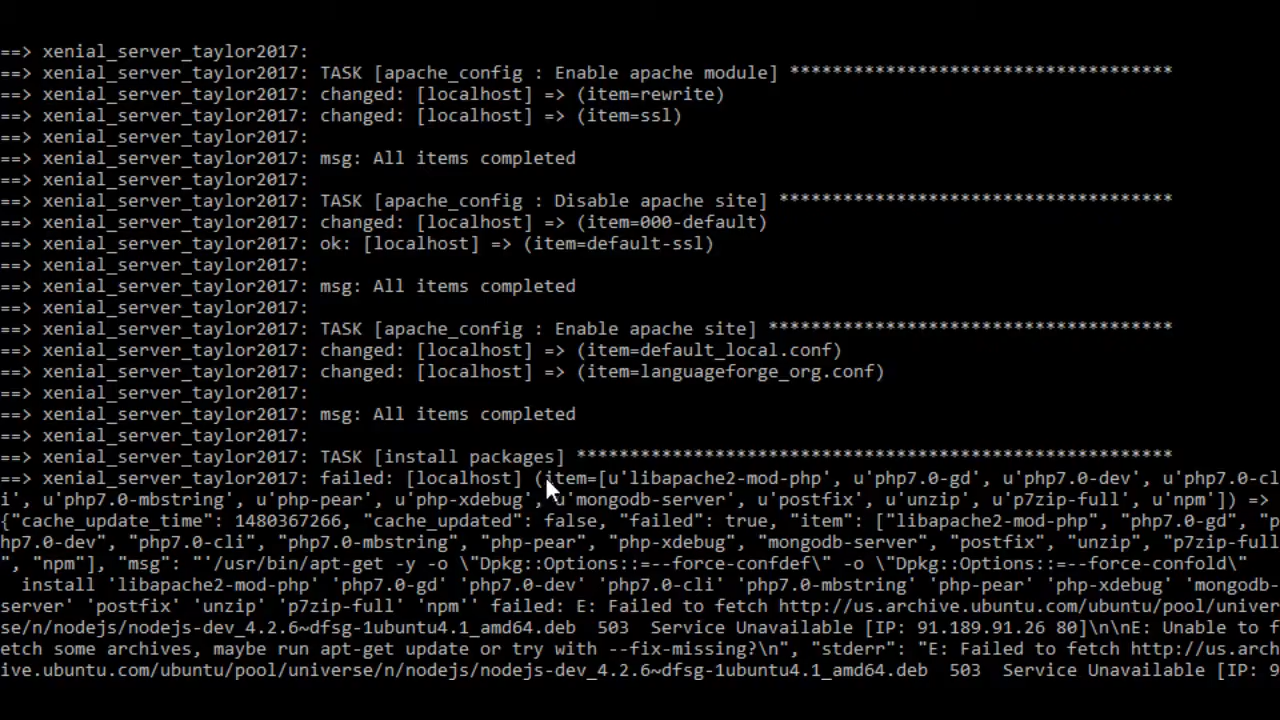 ==> xenial_server_taylor2017:
==> xenial_server_taylor2017: TASK [apache_config : Enable apache module] ************************************
==> xenial_server_taylor2017: changed: [localhost] => (item=rewrite)
==> xenial_server_taylor2017: changed: [localhost] => (item=ssl)
==> xenial_server_taylor2017:
==> xenial_server_taylor2017: msg: All items completed
==> xenial_server_taylor2017:
==> xenial_server_taylor2017: TASK [apache_config : Disable apache site] *************************************
==> xenial_server_taylor2017: changed: [localhost] => (item=000-default)
==> xenial_server_taylor2017: ok: [localhost] => (item=default-ssl)
==> xenial_server_taylor2017:
==> xenial_server_taylor2017: msg: All items completed
==> xenial_server_taylor2017:
==> xenial_server_taylor2017: TASK [apache_config : Enable apache site] **************************************
==> xenial_server_taylor2017: changed: [localhost] => (item=default_local.conf)
==> xenial_server_taylor2017: changed: [localhost] => (item=languageforge_org.conf)
==> xenial_server_taylor2017:
==> xenial_server_taylor2017: msg: All items completed
==> xenial_server_taylor2017:
==> xenial_server_taylor2017: TASK [install packages] ********************************************************
==> xenial_server_taylor2017: failed: [localhost] (item=[u'libapache2-mod-php', u'php7.0-gd', u'php7.0-dev', u'php7.0-cl
i', u'php7.0-mbstring', u'php-pear', u'php-xdebug', u'mongodb-server', u'postfix', u'unzip', u'p7zip-full', u'npm']) =>
{"cache_update_time": 1480367266, "cache_updated": false, "failed": true, "item": ["libapache2-mod-php", "php7.0-gd", "p
hp7.0-dev", "php7.0-cli", "php7.0-mbstring", "php-pear", "php-xdebug", "mongodb-server", "postfix", "unzip", "p7zip-full
", "npm"], "msg": "'/usr/bin/apt-get -y -o \"Dpkg::Options::=--force-confdef\" -o \"Dpkg::Options::=--force-confold\"
install 'libapache2-mod-php' 'php7.0-gd' 'php7.0-dev' 'php7.0-cli' 'php7.0-mbstring' 'php-pear' 'php-xdebug' 'mongodb-
server' 'postfix' 'unzip' 'p7zip-full' 'npm'' failed: E: Failed to fetch http://us.archive.ubuntu.com/ubuntu/pool/univer
se/n/nodejs/nodejs-dev_4.2.6~dfsg-1ubuntu4.1_amd64.deb  503  Service Unavailable [IP: 91.189.91.26 80]\n\nE: Unable to f
etch some archives, maybe run apt-get update or try with --fix-missing?\n", "stderr": "E: Failed to fetch http://us.arch
ive.ubuntu.com/ubuntu/pool/universe/n/nodejs/nodejs-dev_4.2.6~dfsg-1ubuntu4.1_amd64.deb  503  Service Unavailable [IP: 9